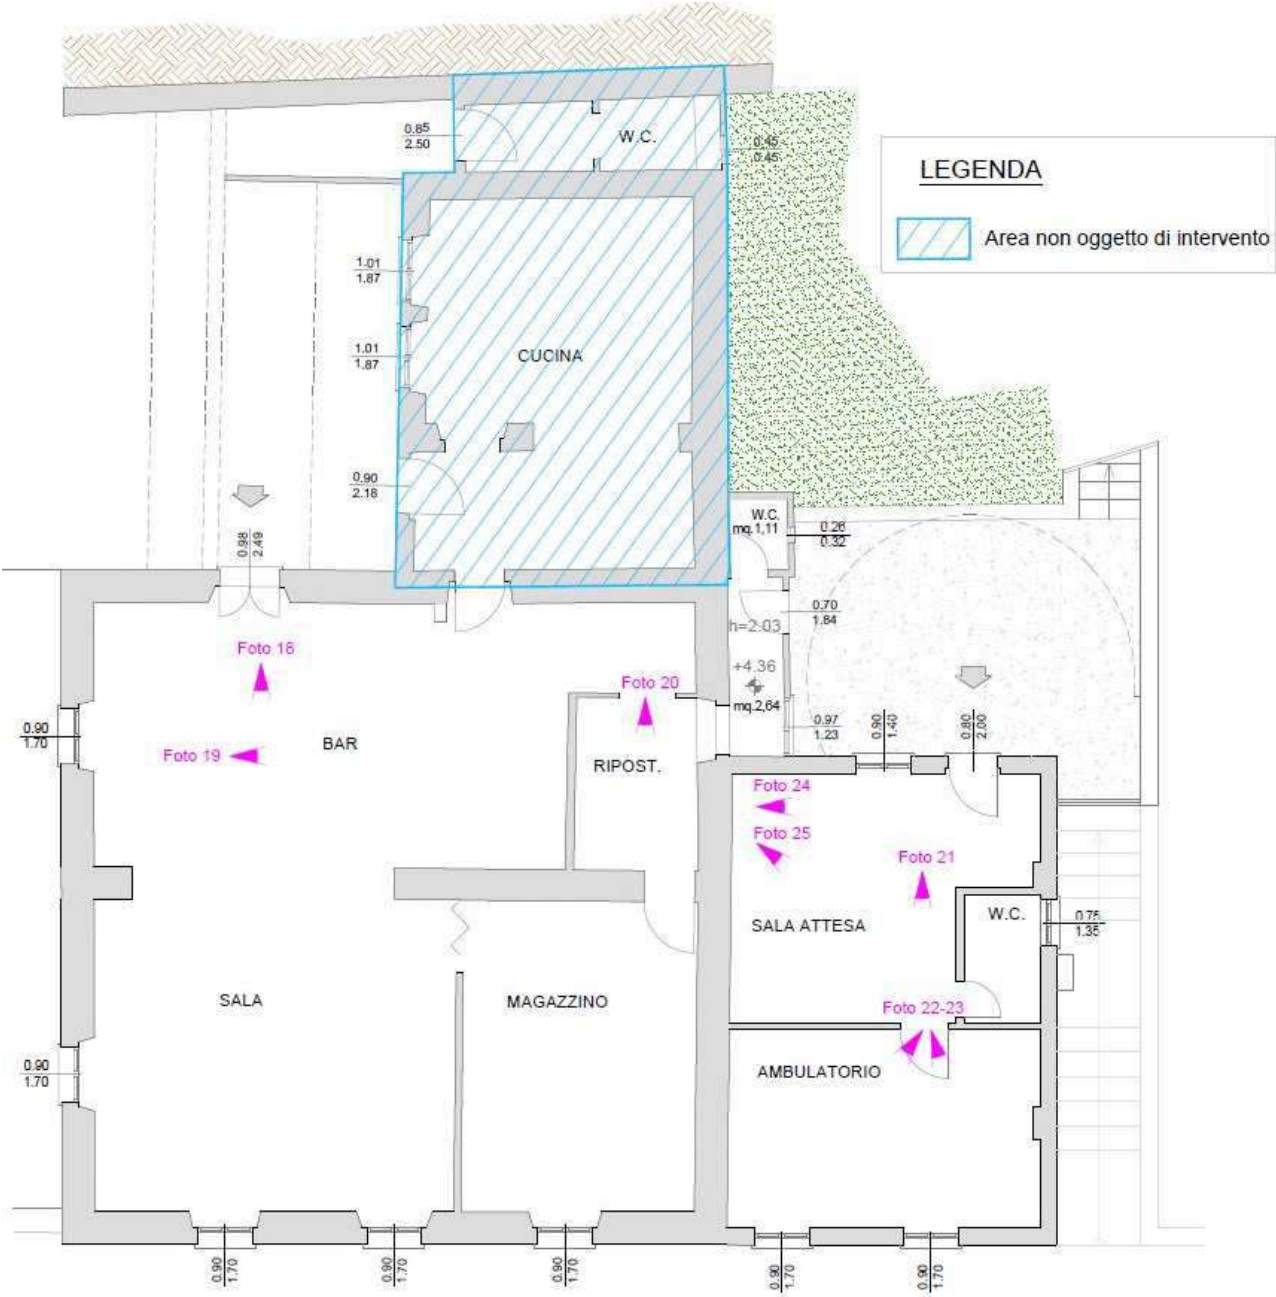 0.85
2.50
W.C.
0.45
0.45
LEGENDA
Area non oggetto di intervento
1.01
1.87
1.01
1.87
CUCINA
0.90
2.18
0.98
2.49
W.C.
mq.1,11
0.26
0.32
0.70
1.84
h=2.03
+4.36
mq.2,64
0.97
1.23
0.90
1.40
0.80
2.00
Foto 18
Foto 20
0.90
1.70
Foto 19
BAR
RIPOST.
Foto 24
Foto 25
Foto 21
SALA ATTESA
W.C.
0.75
1.35
SALA
MAGAZZINO
Foto 22-23
0.90
1.70
AMBULATORIO
0.90
1.70
0.90
1.70
0.90
1.70
0.90
1.70
0.90
1.70